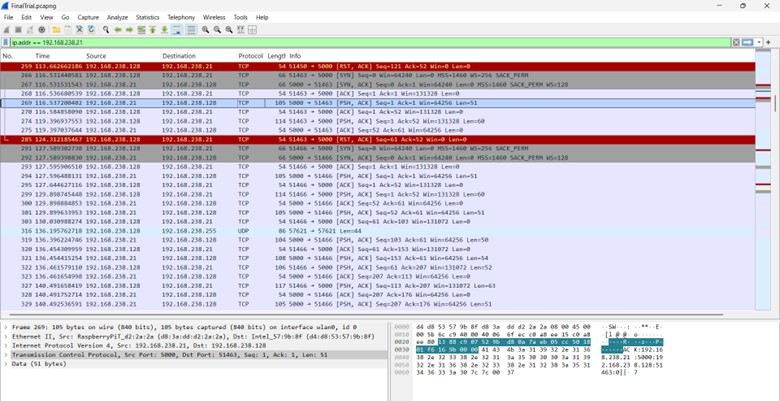 FinalTrial.pcapng
File Edit View Go Capture Analyze Statistics Telephony Wireless Tools Help
ip.addr == 192.168.238.21
No. Time Source Destination Protocol Length Info
259 113.662662186 192.168.238.128 192.168.238.21 TCP 54 51450 → 5000 [RST, ACK] Seq=121 Ack=52 Win=0 Len=0
266 116.531440581 192.168.238.128 192.168.238.21 TCP 66 51463 → 5000 [SYN] Seq=0 Win=64240 Len=0 MSS=1460 WS=256 SACK_PERM
267 116.531531543 192.168.238.21 192.168.238.128 TCP 66 5000 → 51463 [SYN, ACK] Seq=0 Ack=1 Win=64240 Len=0 MSS=1460 SACK_PERM WS=128
268 116.536680539 192.168.238.128 192.168.238.21 TCP 54 51463 → 5000 [ACK] Seq=1 Ack=1 Win=131328 Len=0
269 116.537200402 192.168.238.21 192.168.238.128 TCP 105 5000 → 51463 [PSH, ACK] Seq=1 Ack=1 Win=64256 Len=51
270 116.584858090 192.168.238.128 192.168.238.21 TCP 54 51463 → 5000 [ACK] Seq=1 Ack=52 Win=131328 Len=0
274 119.396937553 192.168.238.128 192.168.238.21 TCP 114 51463 → 5000 [PSH, ACK] Seq=1 Ack=52 Win=131328 Len=60
275 119.397037644 192.168.238.21 192.168.238.128 TCP 54 5000 → 51463 [ACK] Seq=52 Ack=61 Win=64256 Len=0
285 124.312185467 192.168.238.128 192.168.238.21 TCP 54 51463 → 5000 [RST, ACK] Seq=61 Ack=52 Win=0 Len=0
291 127.589302738 192.168.238.128 192.168.238.21 TCP 66 51466 → 5000 [SYN] Seq=0 Win=64240 Len=0 MSS=1460 WS=256 SACK_PERM
292 127.589398830 192.168.238.21 192.168.238.128 TCP 66 5000 → 51466 [SYN, ACK] Seq=0 Ack=1 Win=64240 Len=0 MSS=1460 SACK_PERM WS=128
293 127.595906510 192.168.238.128 192.168.238.21 TCP 54 51466 → 5000 [ACK] Seq=1 Ack=1 Win=131328 Len=0
294 127.596488131 192.168.238.21 192.168.238.128 TCP 105 5000 → 51466 [PSH, ACK] Seq=1 Ack=1 Win=64256 Len=51
295 127.644627116 192.168.238.128 192.168.238.21 TCP 54 51466 → 5000 [ACK] Seq=1 Ack=52 Win=131328 Len=0
299 129.898745448 192.168.238.128 192.168.238.21 TCP 114 51466 → 5000 [PSH, ACK] Seq=1 Ack=52 Win=131328 Len=60
300 129.898884853 192.168.238.21 192.168.238.128 TCP 54 5000 → 51466 [ACK] Seq=52 Ack=61 Win=64256 Len=0
301 129.899633953 192.168.238.21 192.168.238.128 TCP 105 5000 → 51466 [PSH, ACK] Seq=52 Ack=61 Win=64256 Len=51
303 130.030988274 192.168.238.128 192.168.238.21 TCP 54 51466 → 5000 [ACK] Seq=61 Ack=103 Win=131072 Len=0
316 136.195762718 192.168.238.128 192.168.238.255 UDP 86 57621 → 57621 Len=44
319 136.396224746 192.168.238.21 192.168.238.128 TCP 104 5000 → 51466 [PSH, ACK] Seq=103 Ack=61 Win=64256 Len=50
320 136.454309959 192.168.238.128 192.168.238.21 TCP 54 51466 → 5000 [ACK] Seq=61 Ack=153 Win=131072 Len=0
321 136.454415254 192.168.238.21 192.168.238.128 TCP 108 5000 → 51466 [PSH, ACK] Seq=153 Ack=61 Win=64256 Len=54
322 136.461579110 192.168.238.128 192.168.238.21 TCP 106 51466 → 5000 [PSH, ACK] Seq=61 Ack=207 Win=131072 Len=52
323 136.461654998 192.168.238.21 192.168.238.128 TCP 54 5000 → 51466 [ACK] Seq=207 Ack=113 Win=64256 Len=0
327 140.491658419 192.168.238.128 192.168.238.21 TCP 117 51466 → 5000 [PSH, ACK] Seq=113 Ack=207 Win=131072 Len=63
328 140.491752714 192.168.238.21 192.168.238.128 TCP 54 5000 → 51466 [ACK] Seq=207 Ack=176 Win=64256 Len=0
329 140.492536591 192.168.238.21 192.168.238.128 TCP 105 5000 → 51466 [PSH, ACK] Seq=207 Ack=176 Win=64256 Len=51
Frame 269: 105 bytes on wire (840 bits), 105 bytes captured (840 bits) on interface wlan0, id 0
Ethernet II, Src: RaspberryPiT_d2:2a:2a (d8:3a:dd:d2:2a:2a), Dst: Intel_57:9b:8f (d4:d8:53:57:9b:8f)
Internet Protocol Version 4, Src: 192.168.238.21, Dst: 192.168.238.128
Transmission Control Protocol, Src Port: 5000, Dst Port: 51463, Seq: 1, Ack: 1, Len: 51
Data (51 bytes)
0000 d4 d8 53 57 9b 8f d8 3a dd d2 2a 2a 08 00 45 00
0010 00 5b 6c c9 40 00 40 06 6f ec c0 a8 ee 15 c0 a8
0020 ee 80 13 88 c9 07 52 9b d8 0a 7a eb 05 cc 50 18
0030 01 f6 16 9b 00 00 41 43 4b 3a 31 39 32 2e 31 36
0040 38 2e 32 33 38 2e 32 31 3a 35 30 30 30 3a 31 39
0050 32 2e 31 36 38 2e 32 33 38 2e 31 32 38 3a 35 31
0060 34 36 33 3a 30 7c 7c 00 37